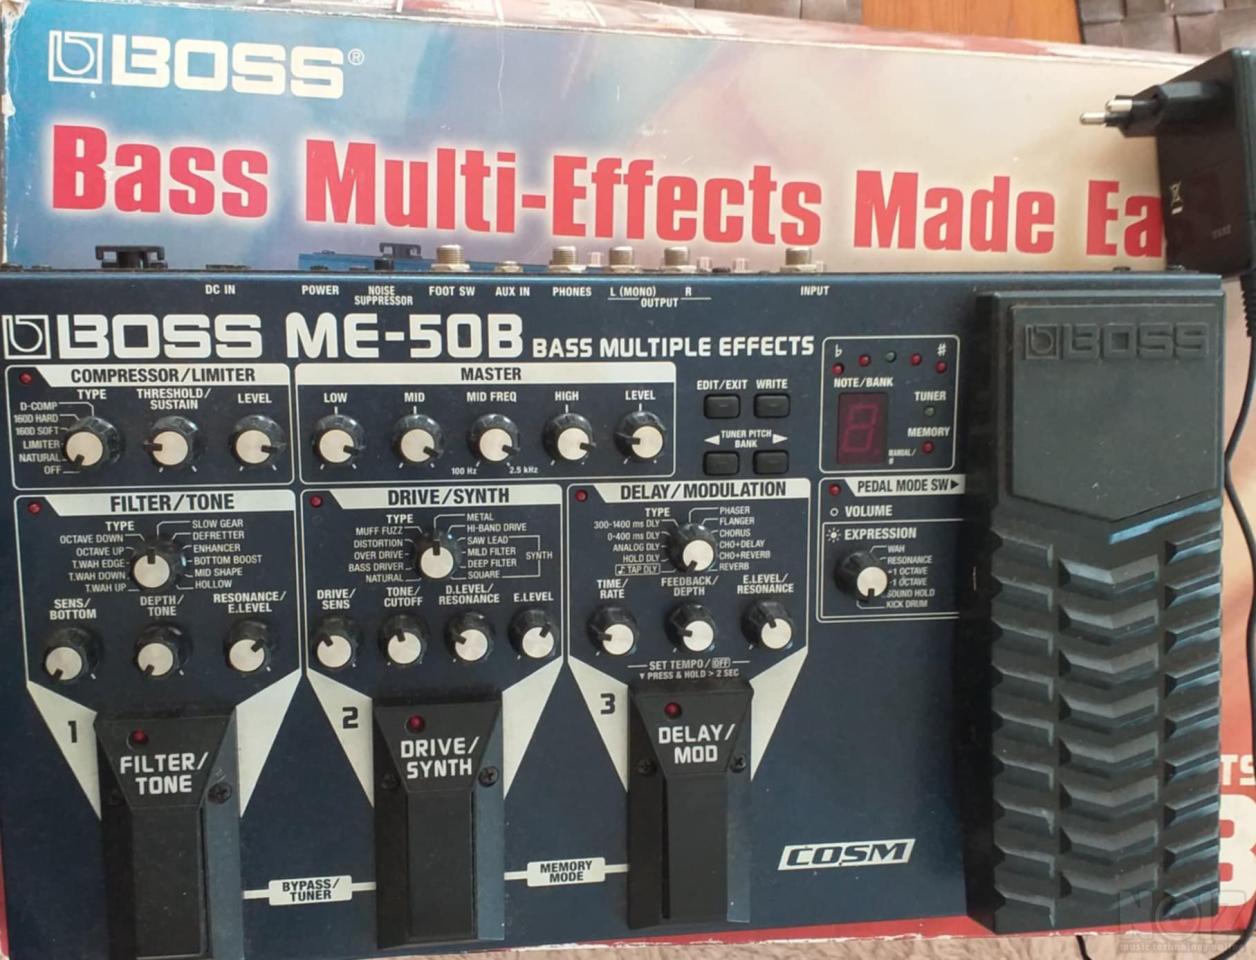 BOSS®
Bass Multi-Effects Made Ea
DC IN
POWER
NOISE
SUPPRESSOR
FOOT SW
AUX IN
PHONES
L (MONO) R
OUTPUT
INPUT
BOSS ME-50B BASS MULTIPLE EFFECTS
BOSS
COMPRESSOR/LIMITER
TYPE
D-COMP
160D HARD
160D SOFT
LIMITER
NATURAL
OFF
THRESHOLD/
SUSTAIN
LEVEL
MASTER
LOW
MID
MID FREQ
100 Hz 2.5 kHz
HIGH
LEVEL
EDIT/EXIT WRITE
◄ TUNER PITCH ►
BANK
♭ ♯
NOTE/BANK
TUNER
MEMORY
MANUAL/
#
FILTER/TONE
TYPE
OCTAVE DOWN
OCTAVE UP
T.WAH EDGE
T.WAH DOWN
T.WAH UP
SLOW GEAR
DEFRETTER
ENHANCER
BOTTOM BOOST
MID SHAPE
HOLLOW
SENS/
BOTTOM
DEPTH/
TONE
RESONANCE/
E.LEVEL
DRIVE/SYNTH
TYPE
MUFF FUZZ
DISTORTION
OVER DRIVE
BASS DRIVER
NATURAL
METAL
HI-BAND DRIVE
SAW LEAD
MILD FILTER
DEEP FILTER
SQUARE
SYNTH
DRIVE/
SENS
TONE/
CUTOFF
D.LEVEL/
RESONANCE
E.LEVEL
DELAY/MODULATION
TYPE
300-1400 ms DLY
0-400 ms DLY
ANALOG DLY
HOLD DLY
♪ TAP DLY
PHASER
FLANGER
CHORUS
CHO+DELAY
CHO+REVERB
REVERB
TIME/
RATE
FEEDBACK/
DEPTH
E.LEVEL/
RESONANCE
SET TEMPO/OFF
▼ PRESS & HOLD > 2 SEC
PEDAL MODE SW►
VOLUME
EXPRESSION
WAH
RESONANCE
+1 OCTAVE
-1 OCTAVE
SOUND HOLD
KICK DRUM
1
FILTER/
TONE
2
DRIVE/
SYNTH
3
DELAY/
MOD
BYPASS/
TUNER
MEMORY
MODE
COSM
TS
B
NOIZ